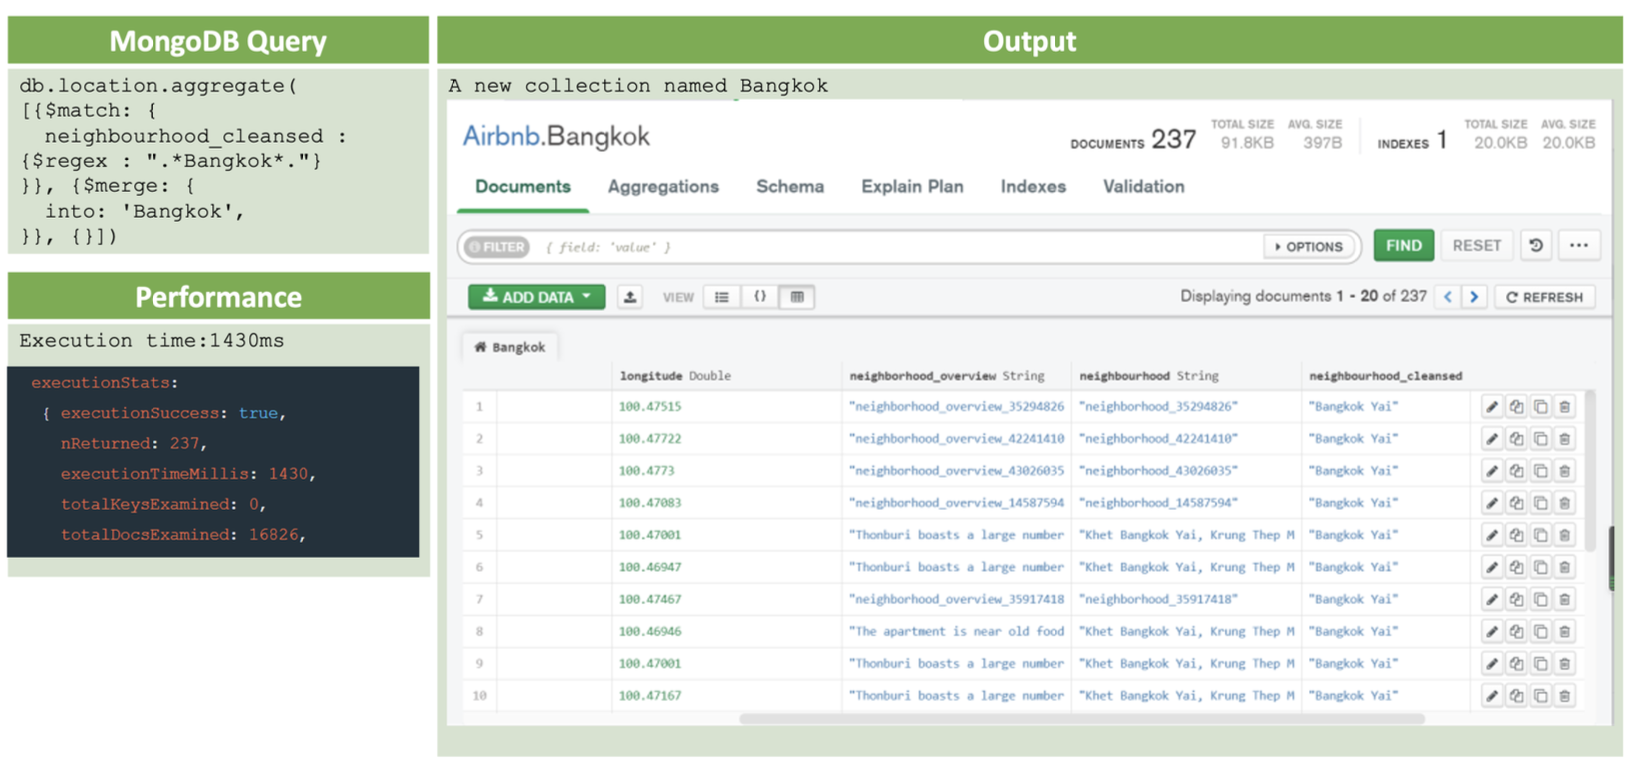 MongoDB Query
db.location.aggregate(
[{$match: {
neighbourhood_cleansed :
{$regex : ".*Bangkok*."}
}}, {$merge: {
into: 'Bangkok',
}}, {}])
Performance
Execution time:1430ms
executionStats:
{ executionSuccess: true,
nReturned: 237,
executionTimeMillis: 1430,
totalKeysExamined: 0,
totalDocsExamined: 16826,
Output
A new collection named Bangkok
Airbnb.Bangkok
DOCUMENTS 237 TOTAL SIZE 91.8KB AVG. SIZE 397B INDEXES 1 TOTAL SIZE 20.0KB AVG. SIZE 20.0KB
Documents Aggregations Schema Explain Plan Indexes Validation
FILTER { field: 'value' } OPTIONS FIND RESET ...
ADD DATA VIEW {} Displaying documents 1 - 20 of 237 < > REFRESH
Bangkok
longitude Double neighborhood_overview String neighbourhood String neighbourhood_cleansed
1 100.47515 "neighborhood_overview_35294826 "neighborhood_35294826" "Bangkok Yai"
2 100.47722 "neighborhood_overview_42241410 "neighborhood_42241410" "Bangkok Yai"
3 100.4773 "neighborhood_overview_43026035 "neighborhood_43026035" "Bangkok Yai"
4 100.47083 "neighborhood_overview_14587594 "neighborhood_14587594" "Bangkok Yai"
5 100.47001 "Thonburi boasts a large number "Khet Bangkok Yai, Krung Thep M "Bangkok Yai"
6 100.46947 "Thonburi boasts a large number "Khet Bangkok Yai, Krung Thep M "Bangkok Yai"
7 100.47467 "neighborhood_overview_35917418 "neighborhood_35917418" "Bangkok Yai"
8 100.46946 "The apartment is near old food "Khet Bangkok Yai, Krung Thep M "Bangkok Yai"
9 100.47001 "Thonburi boasts a large number "Khet Bangkok Yai, Krung Thep M "Bangkok Yai"
10 100.47167 "Thonburi boasts a large number "Khet Bangkok Yai, Krung Thep M "Bangkok Yai"